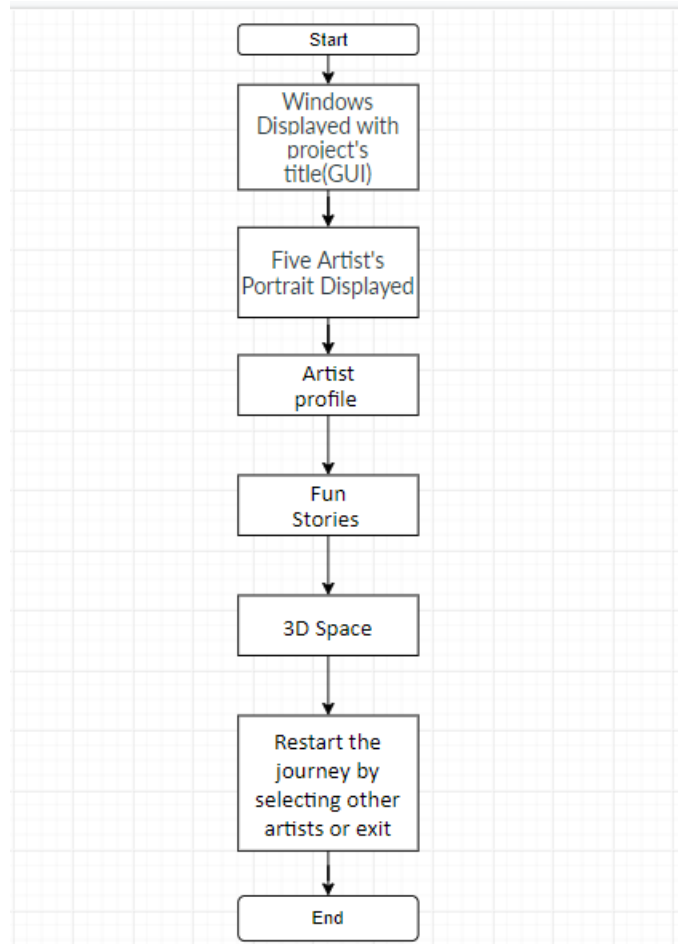 Start
Windows
Displayed with
project's
title(GUI)
Five Artist's
Portrait Displayed
Artist
profile
Fun
Stories
3D Space
Restart the
journey by
selecting other
artists or exit
End